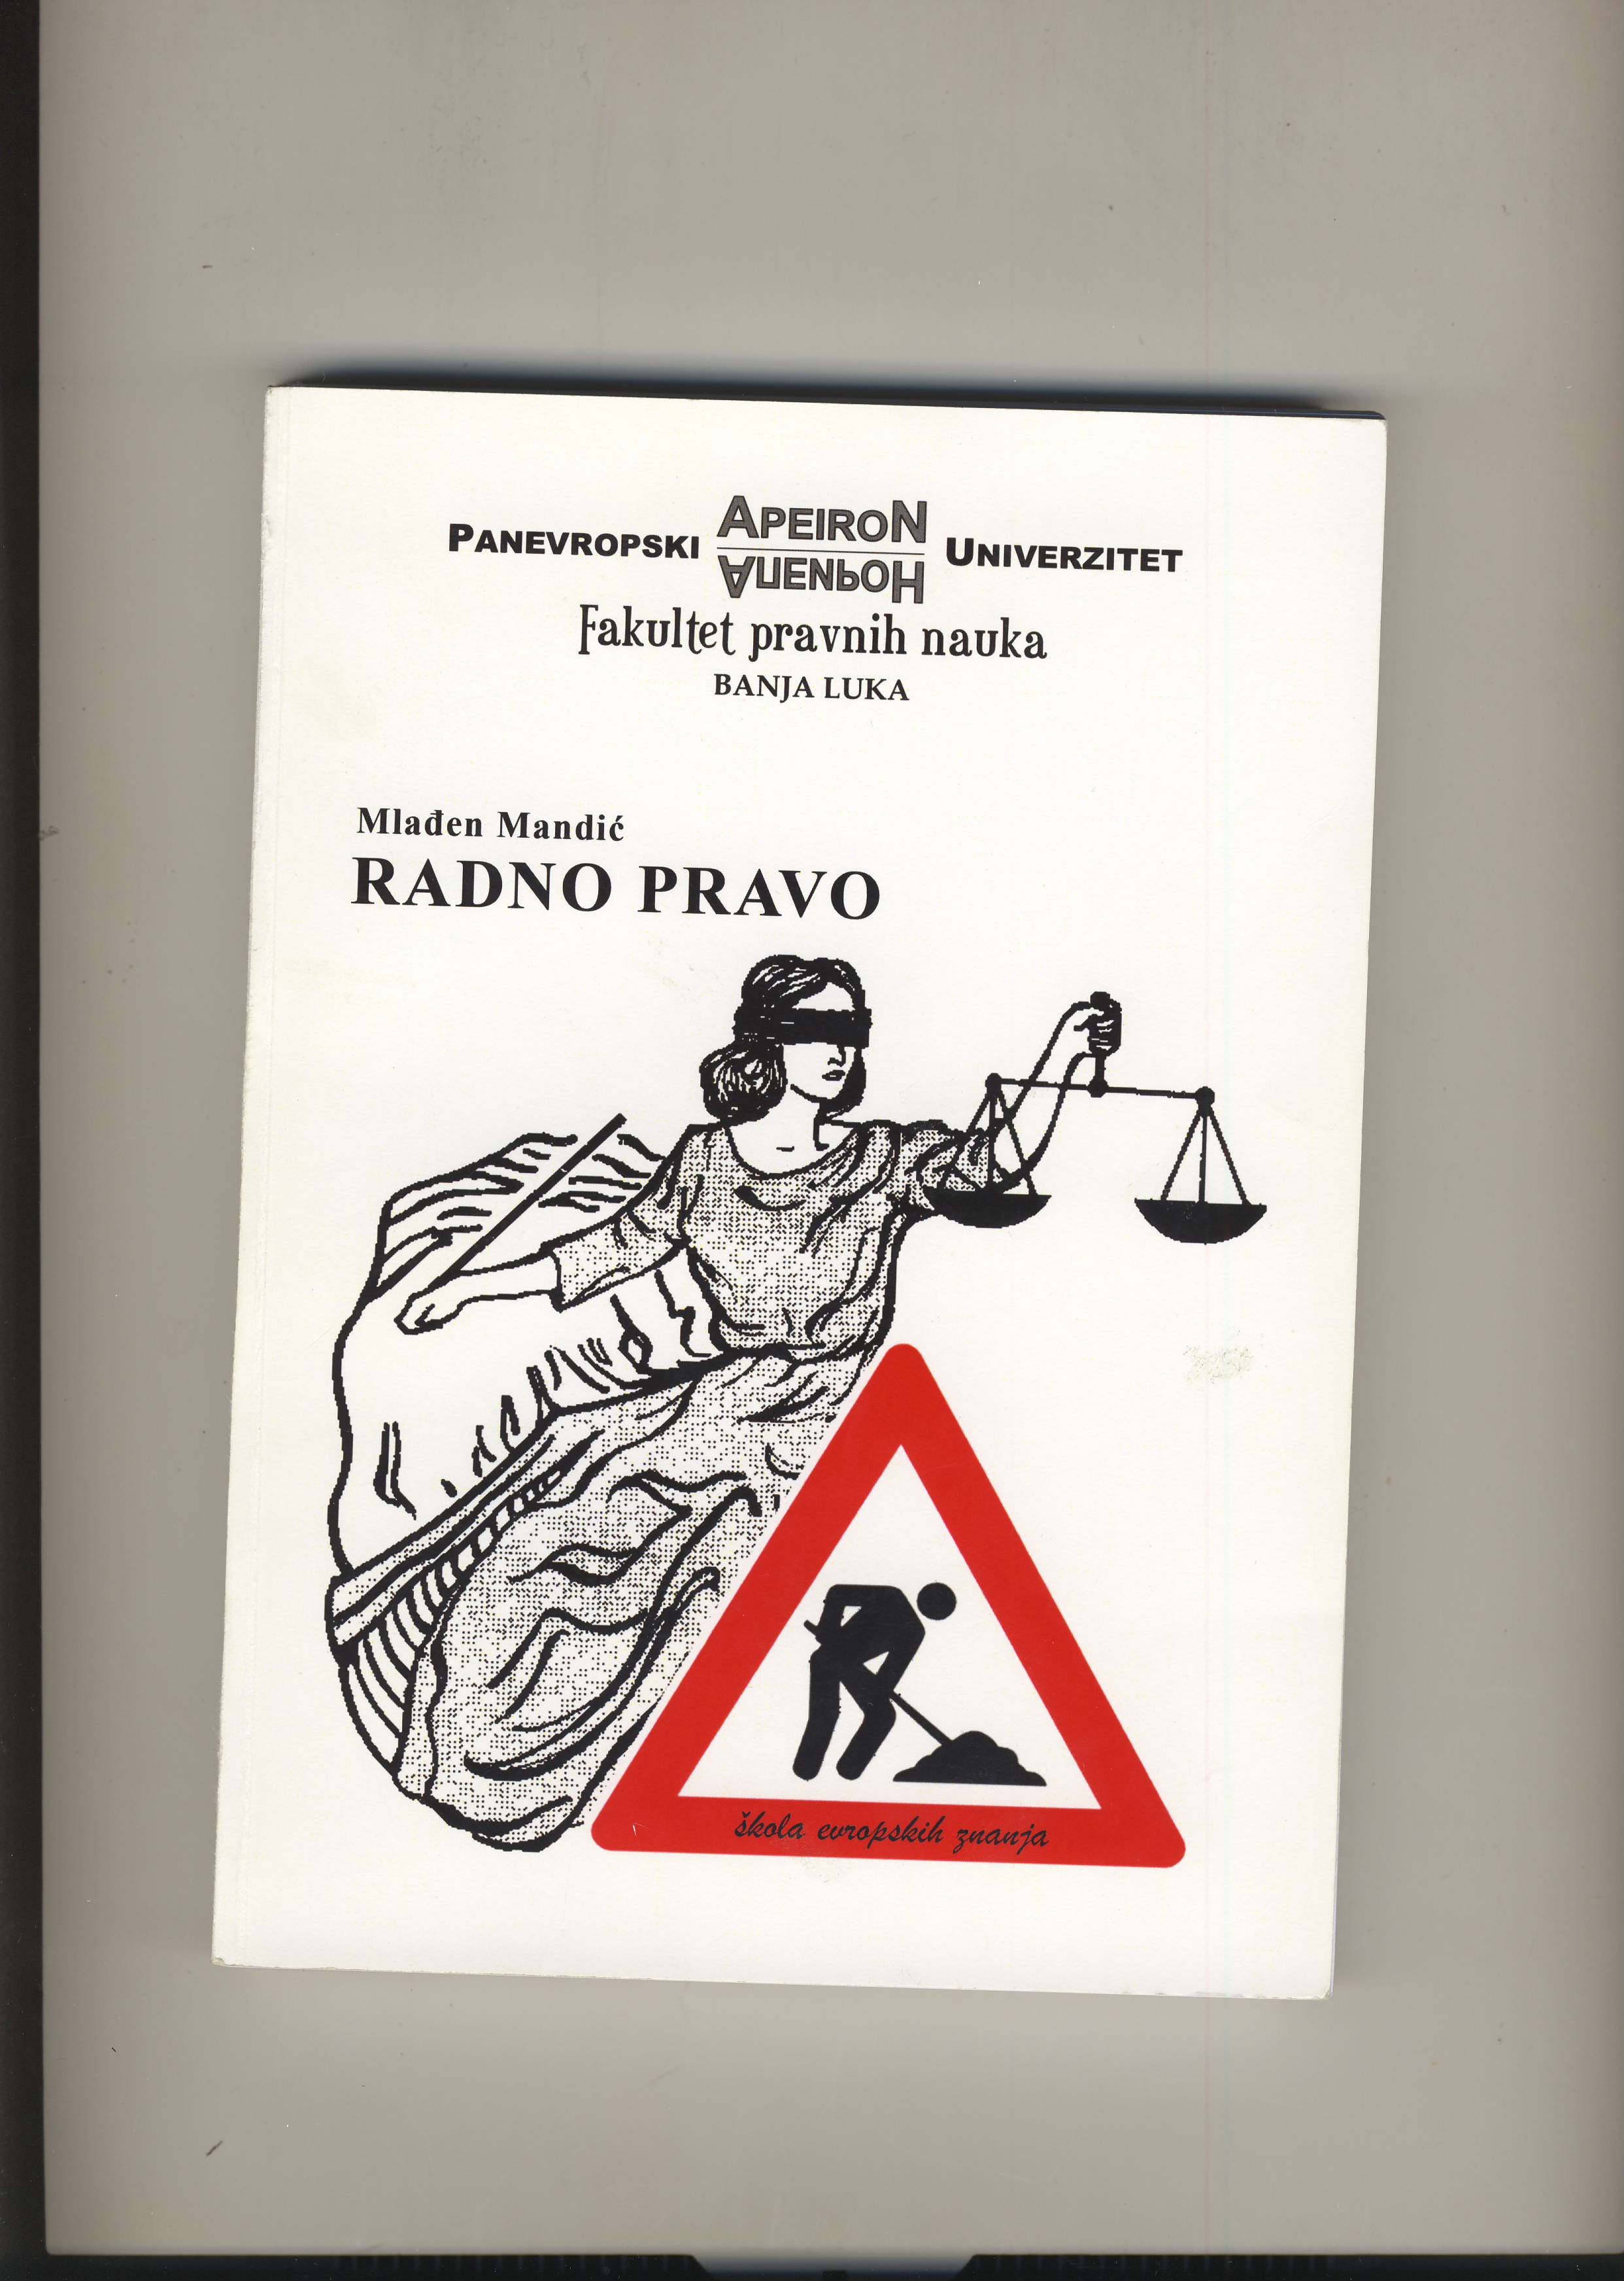 PANEVROPSKI APEIRON UNIVERZITET
АПЕИРОН
Fakultet pravnih nauka
BANJA LUKA
Mlađen Mandić
RADNO PRAVO
škola evropskih znanja